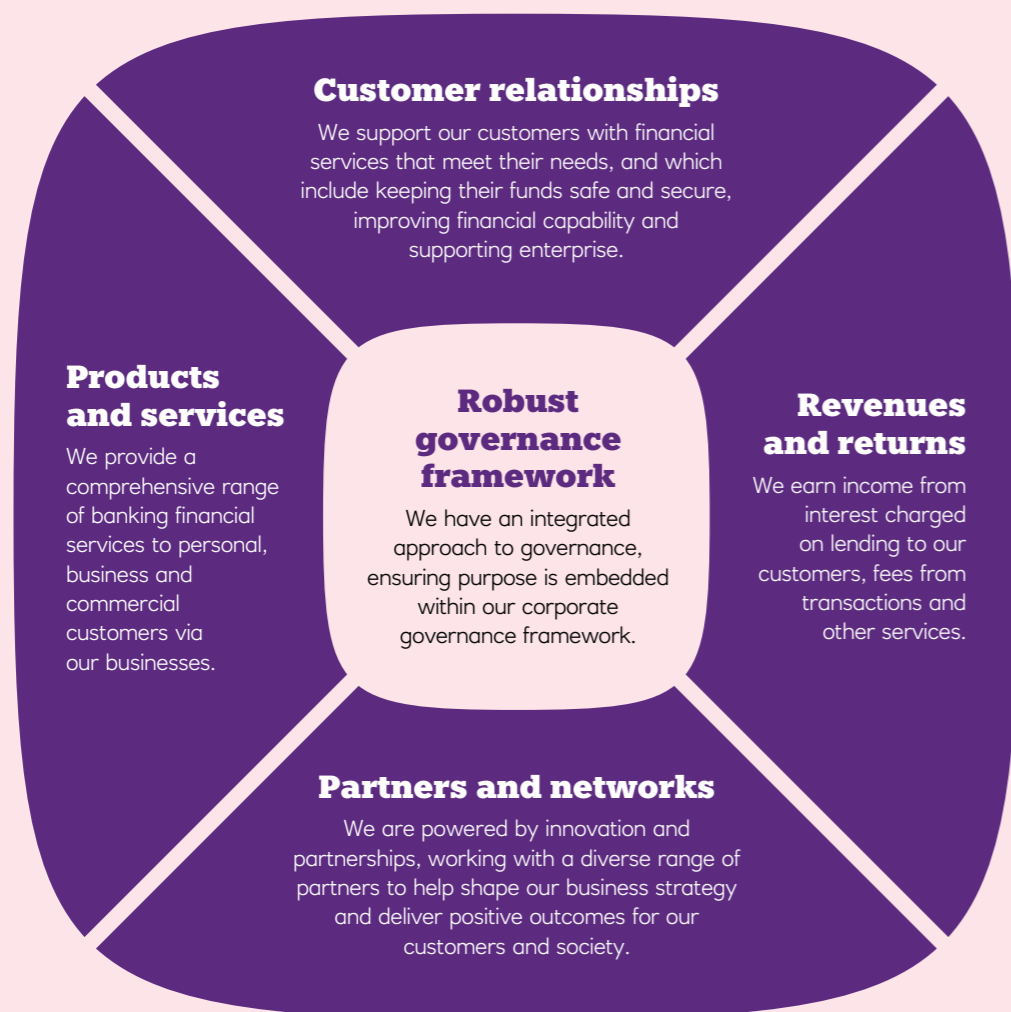 Customer relationships
We support our customers with financial
services that meet their needs, and which
include keeping their funds safe and secure,
improving financial capability and
supporting enterprise.
Products
and services
We provide a
comprehensive range
of banking financial
services to personal,
business and
commercial
customers via
our businesses.
Robust
governance
framework
We have an integrated
approach to governance,
ensuring purpose is embedded
within our corporate
governance framework.
Revenues
and returns
We earn income from
interest charged
on lending to our
customers, fees from
transactions and
other services.
Partners and networks
We are powered by innovation and
partnerships, working with a diverse range of
partners to help shape our business strategy
and deliver positive outcomes for our
customers and society.